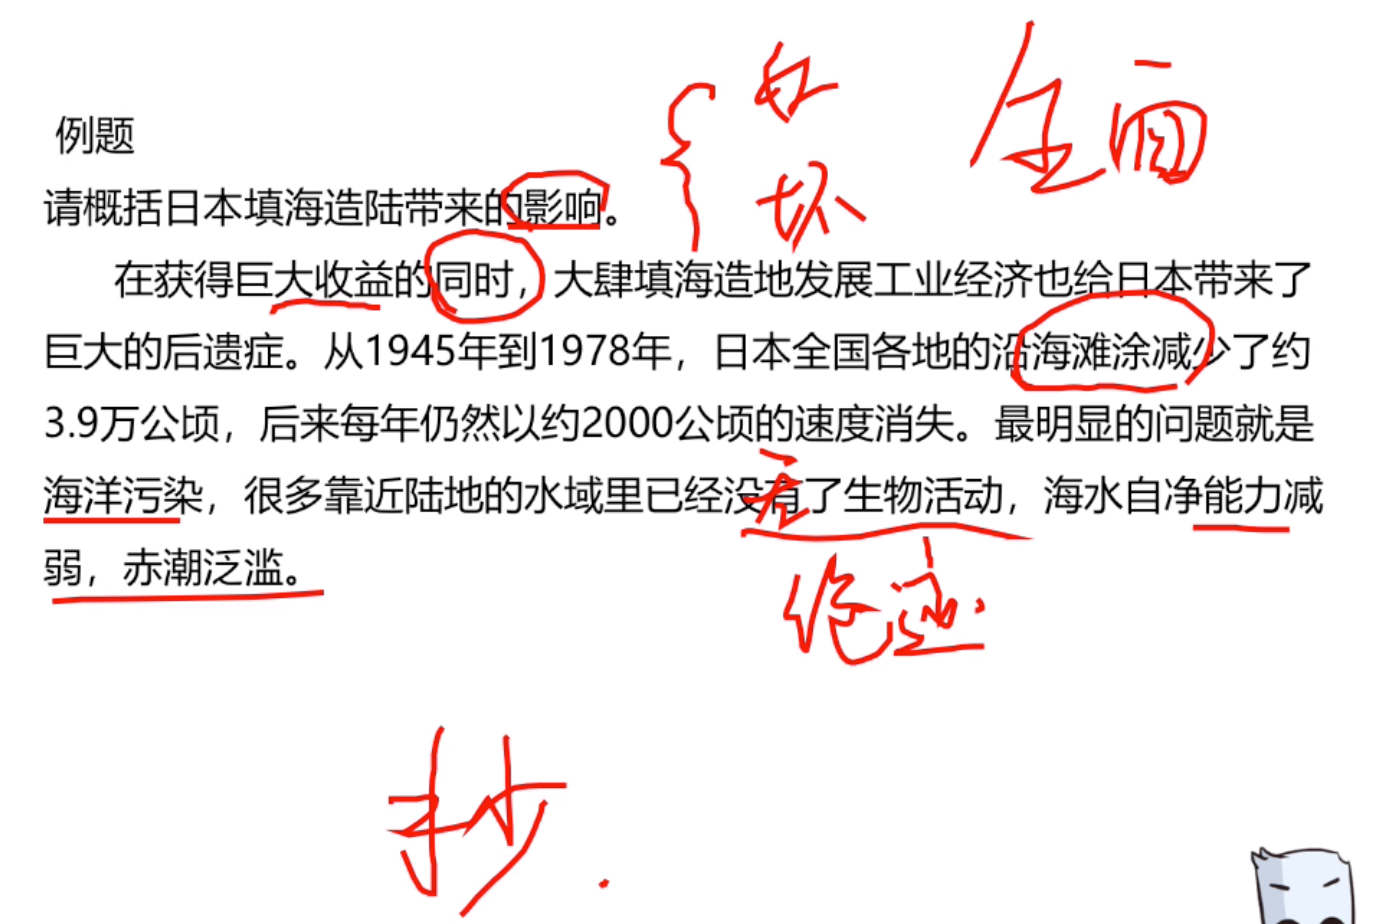 例题
请概括日本填海造陆带来的影响。
在获得巨大收益的同时，大肆填海造地发展工业经济也给日本带来了
巨大的后遗症。从1945年到1978年，日本全国各地的沿海滩涂减少了约
3.9万公顷，后来每年仍然以约2000公顷的速度消失。最明显的问题就是
海洋污染，很多靠近陆地的水域里已经没有了生物活动，海水自净能力减
弱，赤潮泛滥。
好
坏
全面
无
绝迹
抄